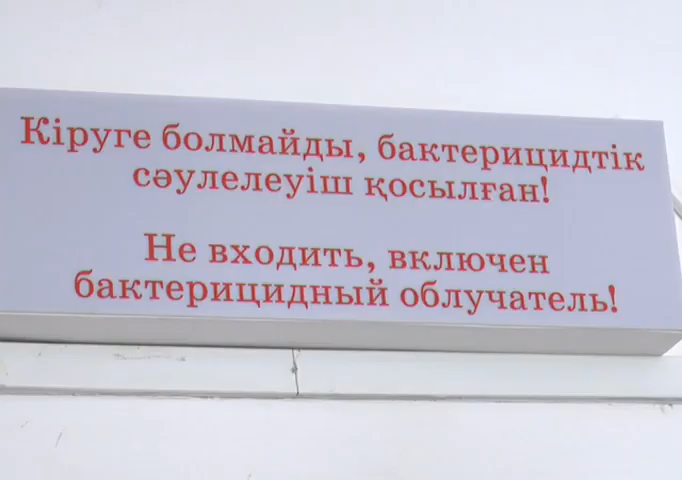 Кіруге болмайды, бактерицидтік
сәулелеуіш қосылған!
Не входить, включен
бактерицидный облучатель!